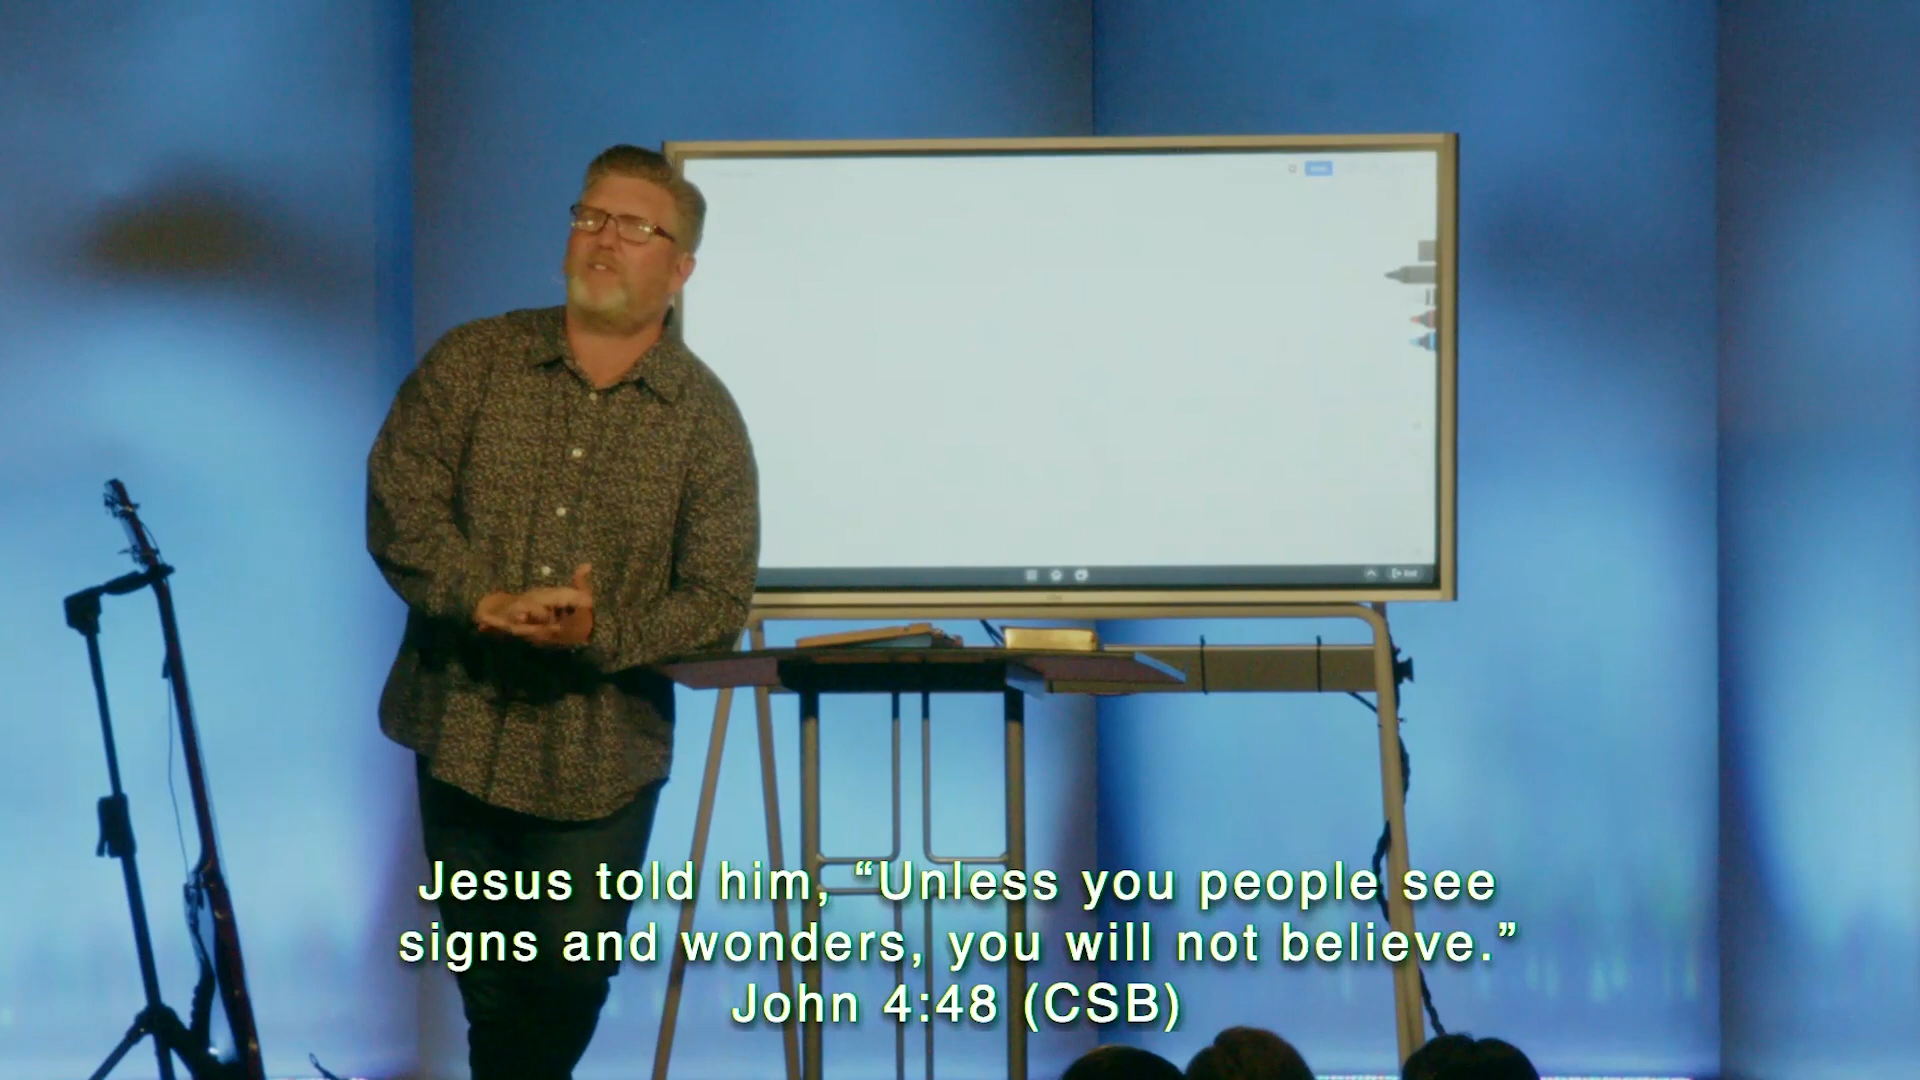 Jesus told him, “Unless you people see
signs and wonders, you will not believe.”
John 4:48 (CSB)